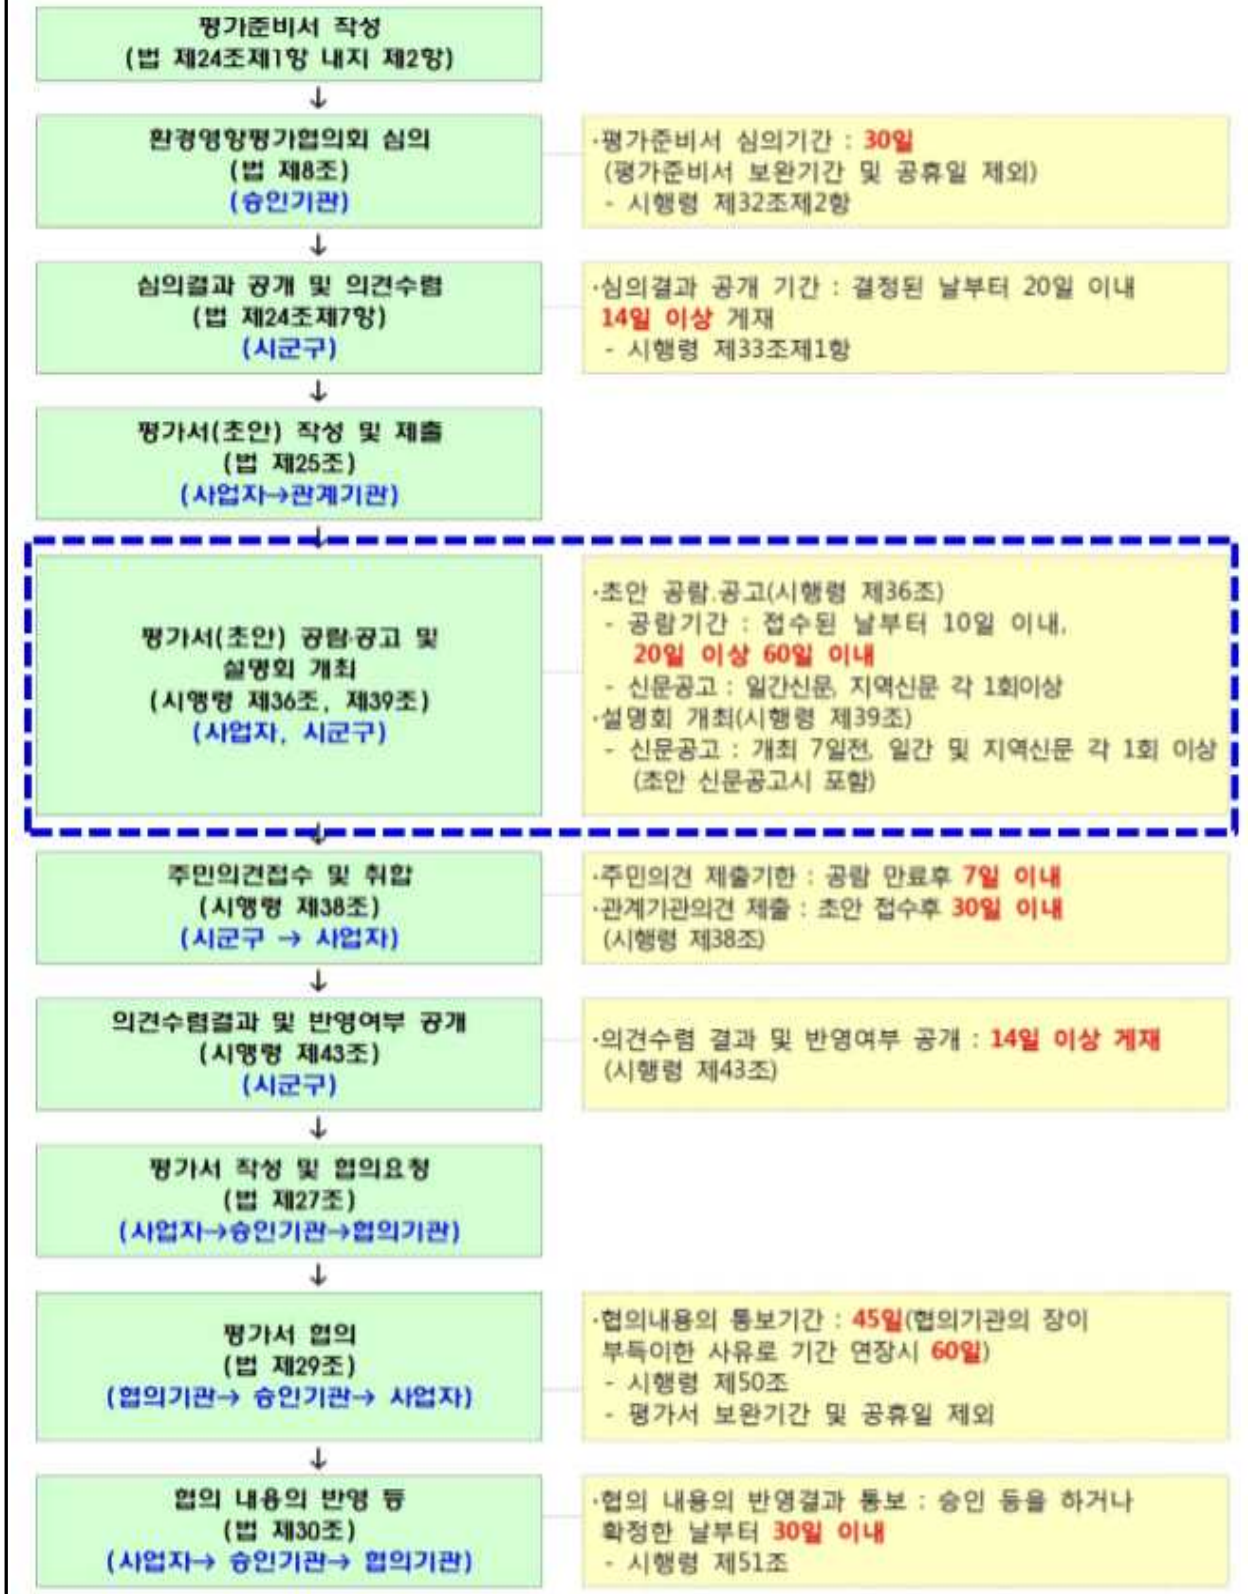 평가준비서 작성
(법 제24조제1항 내지 제2항)
↓
환경영향평가협의회 심의
(법 제8조)
(승인기관)
·평가준비서 심의기간 : 30일
(평가준비서 보완기간 및 공휴일 제외)
- 시행령 제32조제2항
↓
심의결과 공개 및 의견수렴
(법 제24조제7항)
(시군구)
·심의결과 공개 기간 : 결정된 날부터 20일 이내
14일 이상 게재
- 시행령 제33조제1항
↓
평가서(초안) 작성 및 제출
(법 제25조)
(사업자→관계기관)
↓
평가서(초안) 공람·공고 및
설명회 개최
(시행령 제36조, 제39조)
(사업자, 시군구)
·초안 공람.공고(시행령 제36조)
- 공람기간 : 접수된 날부터 10일 이내,
20일 이상 60일 이내
- 신문공고 : 일간신문, 지역신문 각 1회이상
·설명회 개최(시행령 제39조)
- 신문공고 : 개최 7일전, 일간 및 지역신문 각 1회 이상
(초안 신문공고시 포함)
↓
주민의견접수 및 취합
(시행령 제38조)
(시군구 → 사업자)
·주민의견 제출기한 : 공람 만료후 7일 이내
·관계기관의견 제출 : 초안 접수후 30일 이내
(시행령 제38조)
↓
의견수렴결과 및 반영여부 공개
(시행령 제43조)
(시군구)
·의견수렴 결과 및 반영여부 공개 : 14일 이상 게재
(시행령 제43조)
↓
평가서 작성 및 협의요청
(법 제27조)
(사업자→승인기관→협의기관)
↓
평가서 협의
(법 제29조)
(협의기관→ 승인기관→ 사업자)
·협의내용의 통보기간 : 45일(협의기관의 장이
부득이한 사유로 기간 연장시 60일)
- 시행령 제50조
- 평가서 보완기간 및 공휴일 제외
↓
협의 내용의 반영 등
(법 제30조)
(사업자→ 승인기관→ 협의기관)
·협의 내용의 반영결과 통보 : 승인 등을 하거나
확정한 날부터 30일 이내
- 시행령 제51조